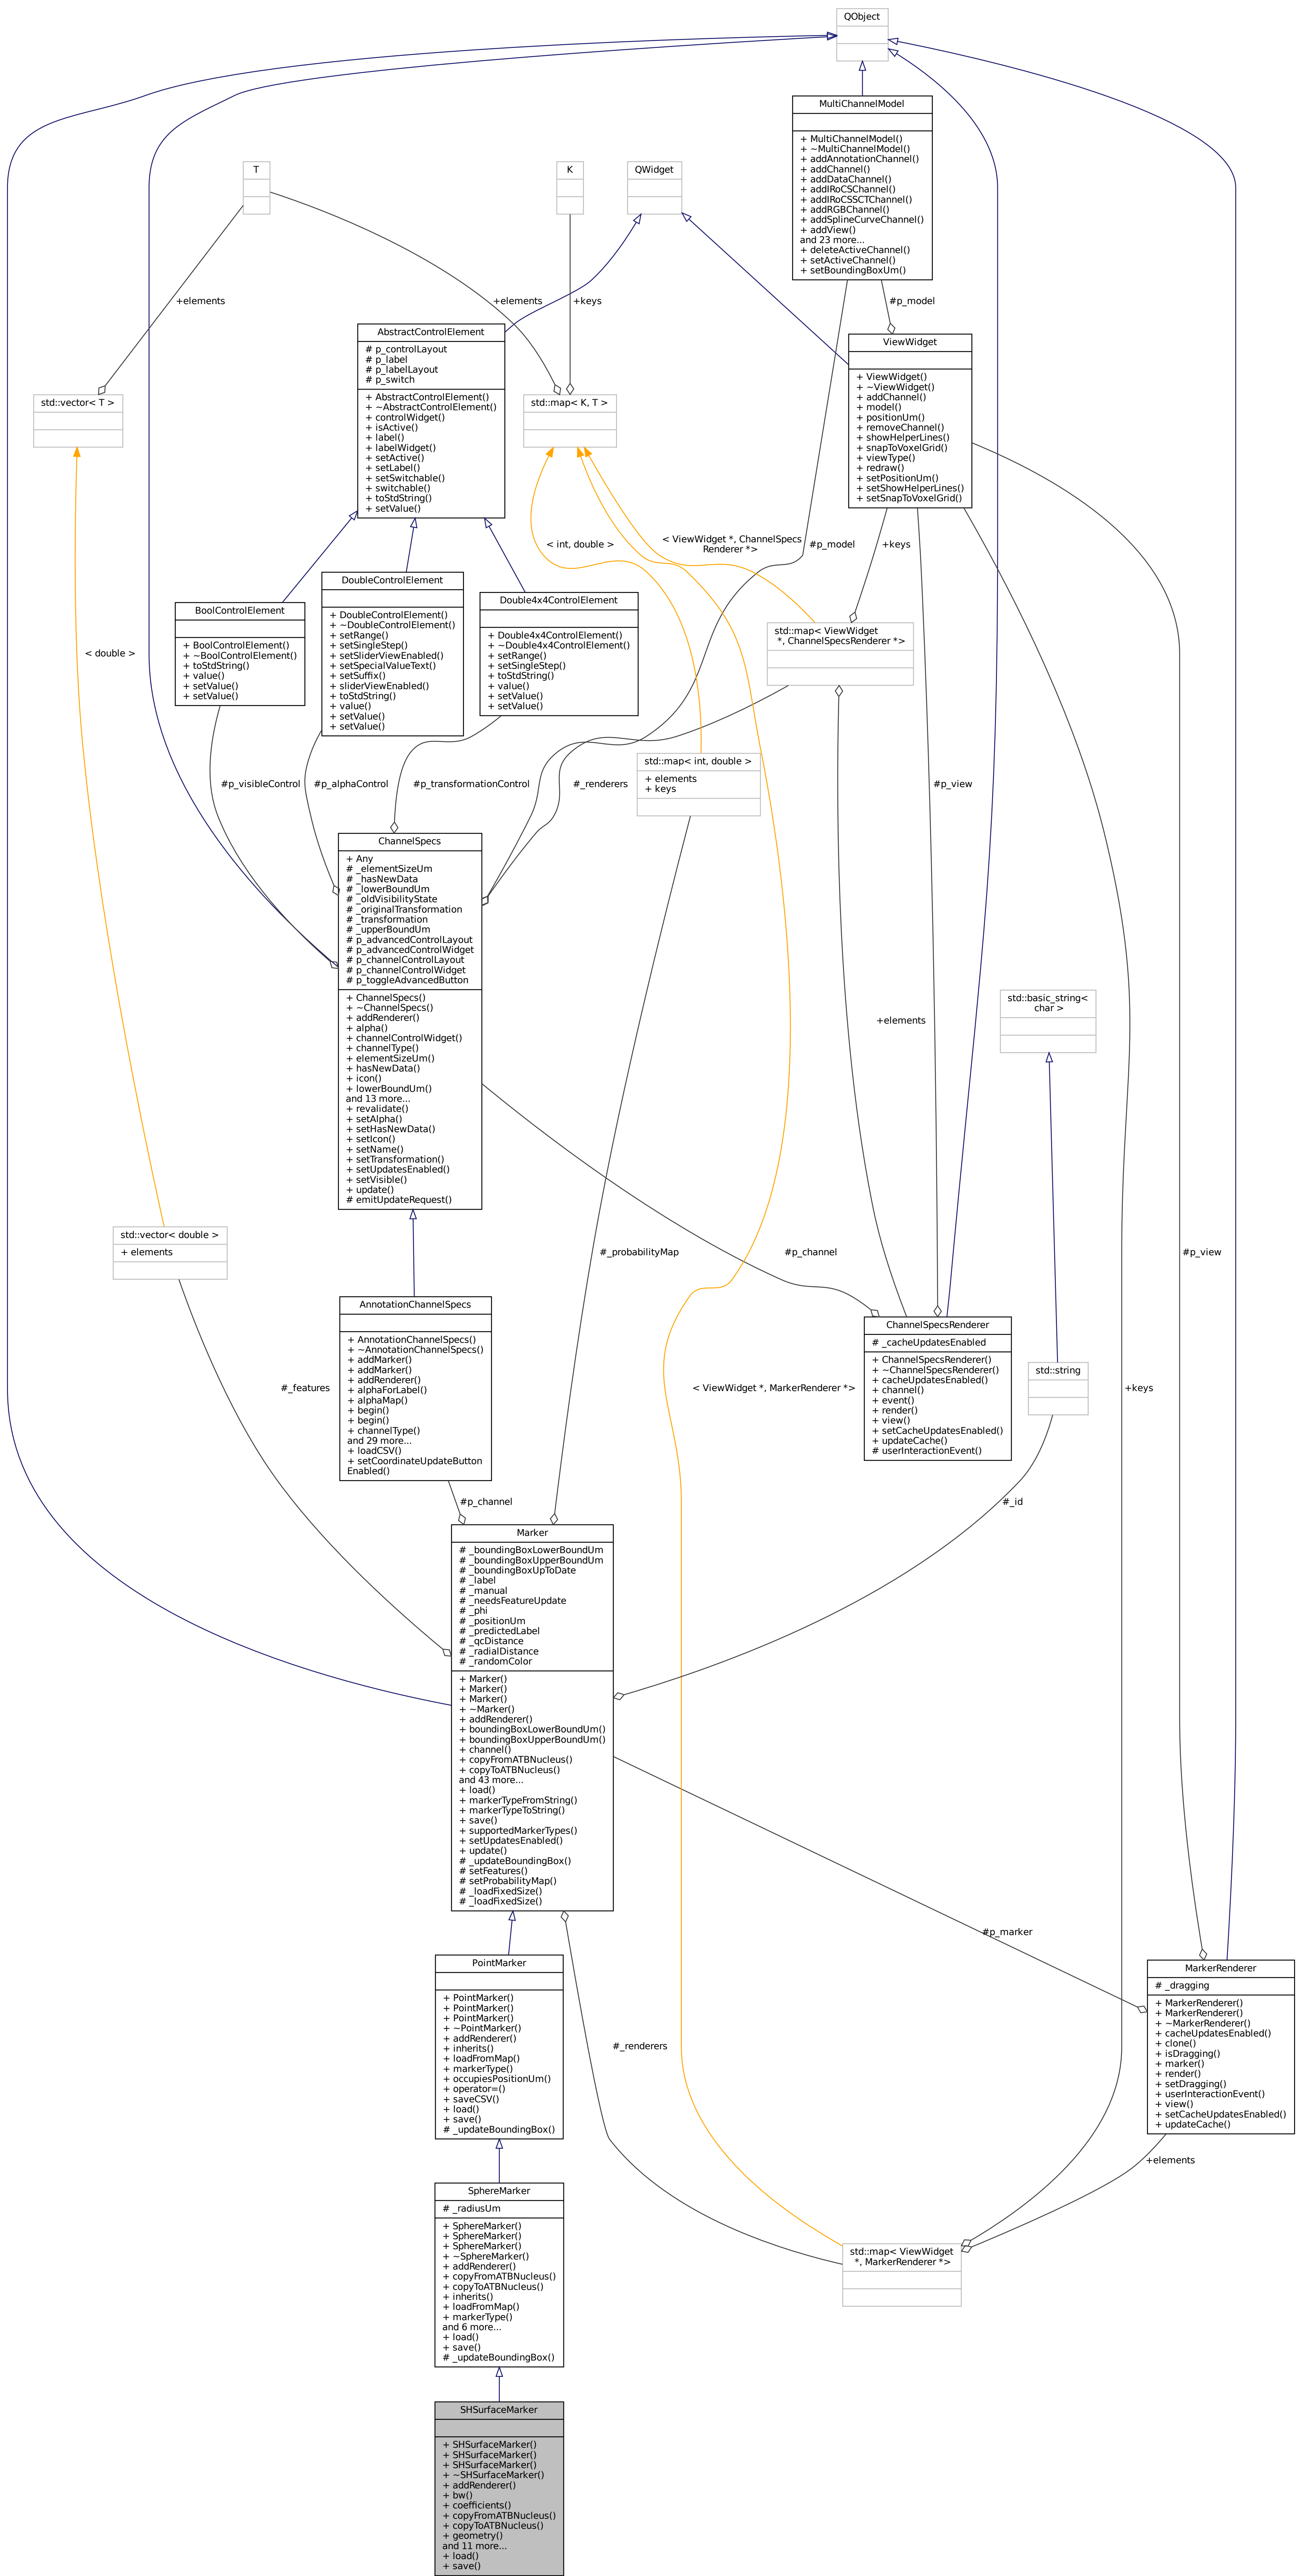 QObject
MultiChannelModel
+ MultiChannelModel()
+ ~MultiChannelModel()
+ addAnnotationChannel()
+ addChannel()
+ addDataChannel()
+ addIRoCSChannel()
+ addIRoCSSCTChannel()
+ addRGBChannel()
+ addSplineCurveChannel()
+ addView()
and 23 more...
+ deleteActiveChannel()
+ setActiveChannel()
+ setBoundingBoxUm()
T
K
QWidget
+elements
+elements
+keys
#p_model
AbstractControlElement
# p_controlLayout
# p_label
# p_labelLayout
# p_switch
+ AbstractControlElement()
+ ~AbstractControlElement()
+ controlWidget()
+ isActive()
+ label()
+ labelWidget()
+ setActive()
+ setLabel()
+ setSwitchable()
+ switchable()
+ toStdString()
+ setValue()
ViewWidget
+ ViewWidget()
+ ~ViewWidget()
+ addChannel()
+ model()
+ positionUm()
+ removeChannel()
+ showHelperLines()
+ snapToVoxelGrid()
+ viewType()
+ redraw()
+ setPositionUm()
+ setShowHelperLines()
+ setSnapToVoxelGrid()
std::vector< T >
std::map< K, T >
< int, double >
< ViewWidget *, ChannelSpecs
Renderer *>
#p_model
+keys
BoolControlElement
+ BoolControlElement()
+ ~BoolControlElement()
+ toStdString()
+ value()
+ setValue()
+ setValue()
DoubleControlElement
+ DoubleControlElement()
+ ~DoubleControlElement()
+ setRange()
+ setSingleStep()
+ setSliderViewEnabled()
+ setSpecialValueText()
+ setSuffix()
+ sliderViewEnabled()
+ toStdString()
+ value()
+ setValue()
+ setValue()
Double4x4ControlElement
+ Double4x4ControlElement()
+ ~Double4x4ControlElement()
+ setRange()
+ setSingleStep()
+ toStdString()
+ value()
+ setValue()
+ setValue()
std::map< ViewWidget
*, ChannelSpecsRenderer *>
< double >
#p_visibleControl
#p_alphaControl
#p_transformationControl
#_renderers
std::map< int, double >
+ elements
+ keys
#p_view
ChannelSpecs
+ Any
# _elementSizeUm
# _hasNewData
# _lowerBoundUm
# _oldVisibilityState
# _originalTransformation
# _transformation
# _upperBoundUm
# p_advancedControlLayout
# p_advancedControlWidget
# p_channelControlLayout
# p_channelControlWidget
# p_toggleAdvancedButton
+ ChannelSpecs()
+ ~ChannelSpecs()
+ addRenderer()
+ alpha()
+ channelControlWidget()
+ channelType()
+ elementSizeUm()
+ hasNewData()
+ icon()
+ lowerBoundUm()
and 13 more...
+ revalidate()
+ setAlpha()
+ setHasNewData()
+ setIcon()
+ setName()
+ setTransformation()
+ setUpdatesEnabled()
+ setVisible()
+ update()
# emitUpdateRequest()
+elements
std::basic_string<
char >
std::vector< double >
+ elements
#_probabilityMap
#p_channel
#p_view
AnnotationChannelSpecs
+ AnnotationChannelSpecs()
+ ~AnnotationChannelSpecs()
+ addMarker()
+ addMarker()
+ addRenderer()
+ alphaForLabel()
+ alphaMap()
+ begin()
+ begin()
+ channelType()
and 29 more...
+ loadCSV()
+ setCoordinateUpdateButton
Enabled()
ChannelSpecsRenderer
# _cacheUpdatesEnabled
+ ChannelSpecsRenderer()
+ ~ChannelSpecsRenderer()
+ cacheUpdatesEnabled()
+ channel()
+ event()
+ render()
+ view()
+ setCacheUpdatesEnabled()
+ updateCache()
# userInteractionEvent()
std::string
#_features
< ViewWidget *, MarkerRenderer *>
+keys
#p_channel
#_id
Marker
# _boundingBoxLowerBoundUm
# _boundingBoxUpperBoundUm
# _boundingBoxUpToDate
# _label
# _manual
# _needsFeatureUpdate
# _phi
# _positionUm
# _predictedLabel
# _qcDistance
# _radialDistance
# _randomColor
+ Marker()
+ Marker()
+ Marker()
+ ~Marker()
+ addRenderer()
+ boundingBoxLowerBoundUm()
+ boundingBoxUpperBoundUm()
+ channel()
+ copyFromATBNucleus()
+ copyToATBNucleus()
and 43 more...
+ load()
+ markerTypeFromString()
+ markerTypeToString()
+ save()
+ supportedMarkerTypes()
+ setUpdatesEnabled()
+ update()
# _updateBoundingBox()
# setFeatures()
# setProbabilityMap()
# _loadFixedSize()
# _loadFixedSize()
#p_marker
PointMarker
+ PointMarker()
+ PointMarker()
+ PointMarker()
+ ~PointMarker()
+ addRenderer()
+ inherits()
+ loadFromMap()
+ markerType()
+ occupiesPositionUm()
+ operator=()
+ saveCSV()
+ load()
+ save()
# _updateBoundingBox()
#_renderers
MarkerRenderer
# _dragging
+ MarkerRenderer()
+ MarkerRenderer()
+ ~MarkerRenderer()
+ cacheUpdatesEnabled()
+ clone()
+ isDragging()
+ marker()
+ render()
+ setDragging()
+ userInteractionEvent()
+ view()
+ setCacheUpdatesEnabled()
+ updateCache()
+elements
SphereMarker
# _radiusUm
+ SphereMarker()
+ SphereMarker()
+ SphereMarker()
+ ~SphereMarker()
+ addRenderer()
+ copyFromATBNucleus()
+ copyToATBNucleus()
+ inherits()
+ loadFromMap()
+ markerType()
and 6 more...
+ load()
+ save()
# _updateBoundingBox()
std::map< ViewWidget
*, MarkerRenderer *>
SHSurfaceMarker
+ SHSurfaceMarker()
+ SHSurfaceMarker()
+ SHSurfaceMarker()
+ ~SHSurfaceMarker()
+ addRenderer()
+ bw()
+ coefficients()
+ copyFromATBNucleus()
+ copyToATBNucleus()
+ geometry()
and 11 more...
+ load()
+ save()